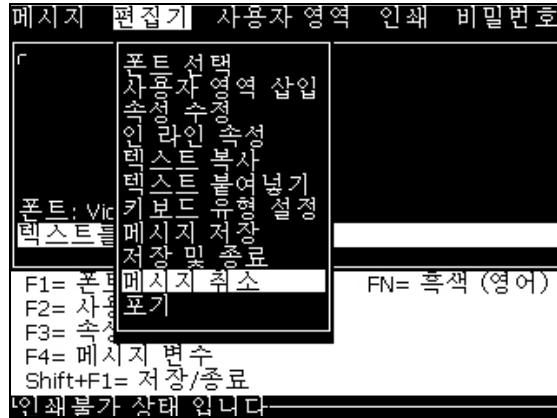 메시지 편집기 사용자 영역 인쇄 비밀번호
폰트 선택
사용자 영역 삽입
속성 수정
인 라인 속성
텍스트 복사
텍스트 붙여넣기
키보드 유형 설정
메시지 저장
저장 및 종료
메시지 취소
포기
폰트: Vid
텍스트를
F1= 폰트 FN= 흑색 (영어)
F2= 사용
F3= 속성
F4= 메시지 변수
Shift+F1= 저장/종료
인쇄불가 상태 입니다